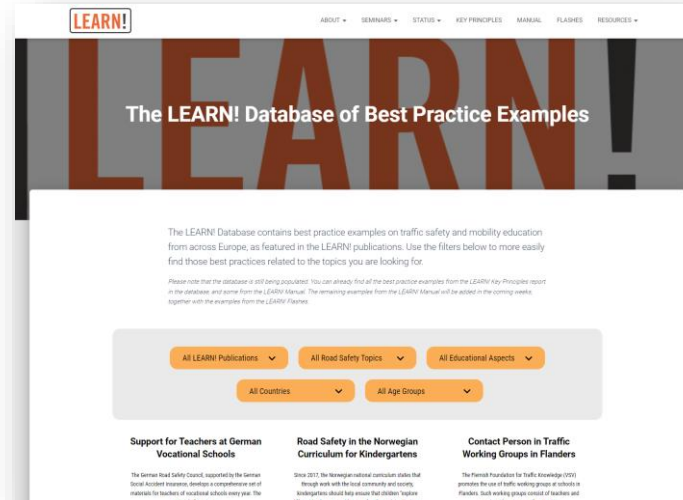 LEARN!
ABOUT SEMINARS STATUS KEY PRINCIPLES MANUAL FLASHES RESOURCES
LEARN!
The LEARN! Database of Best Practice Examples
The LEARN! Database contains best practice examples on traffic safety and mobility education
from across Europe, as featured in the LEARN! publications. Use the filters below to more easily
find those best practices related to the topics you are looking for.
Please note that the database is still being populated. You can already find all the best practice examples from the LEARN! Key Principles report
in the database, and some from the LEARN! Manual. The remaining examples from the LEARN! Manual will be added in the coming weeks,
together with the examples from the LEARN! Flashes.
All LEARN! Publications All Road Safety Topics All Educational Aspects
All Countries All Age Groups
Support for Teachers at German
Vocational Schools
The German Road Safety Council, supported by the German
Social Accident Insurance, develops a comprehensive set of
materials for teachers of vocational schools every year. The
Road Safety in the Norwegian
Curriculum for Kindergartens
Since 2017, the Norwegian national curriculum states that
through work with the local community and society,
kindergartens should help ensure that children "explore
Contact Person in Traffic
Working Groups in Flanders
The Flemish Foundation for Traffic Knowledge (VSV)
promotes the use of traffic working groups at schools in
Flanders. Such working groups consist of teachers and